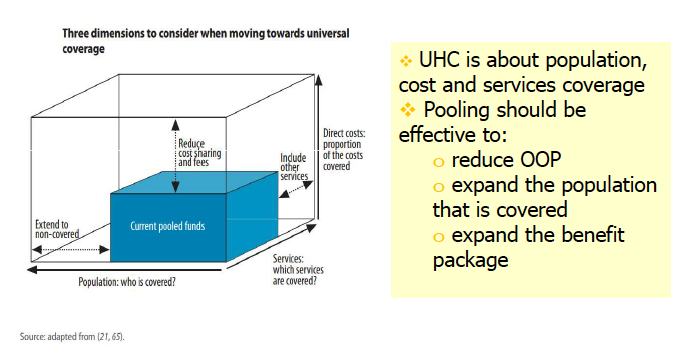 Three dimensions to consider when moving towards universal
coverage
Reduce
cost sharing
and fees
Include
other
services
Direct costs:
proportion
of the costs
covered
Extend to
non-covered
Current pooled funds
Population: who is covered?
Services:
which services
are covered?
Source: adapted from (21, 65).
❖ UHC is about population,
cost and services coverage
❖ Pooling should be
effective to:
o reduce OOP
o expand the population
that is covered
o expand the benefit
package